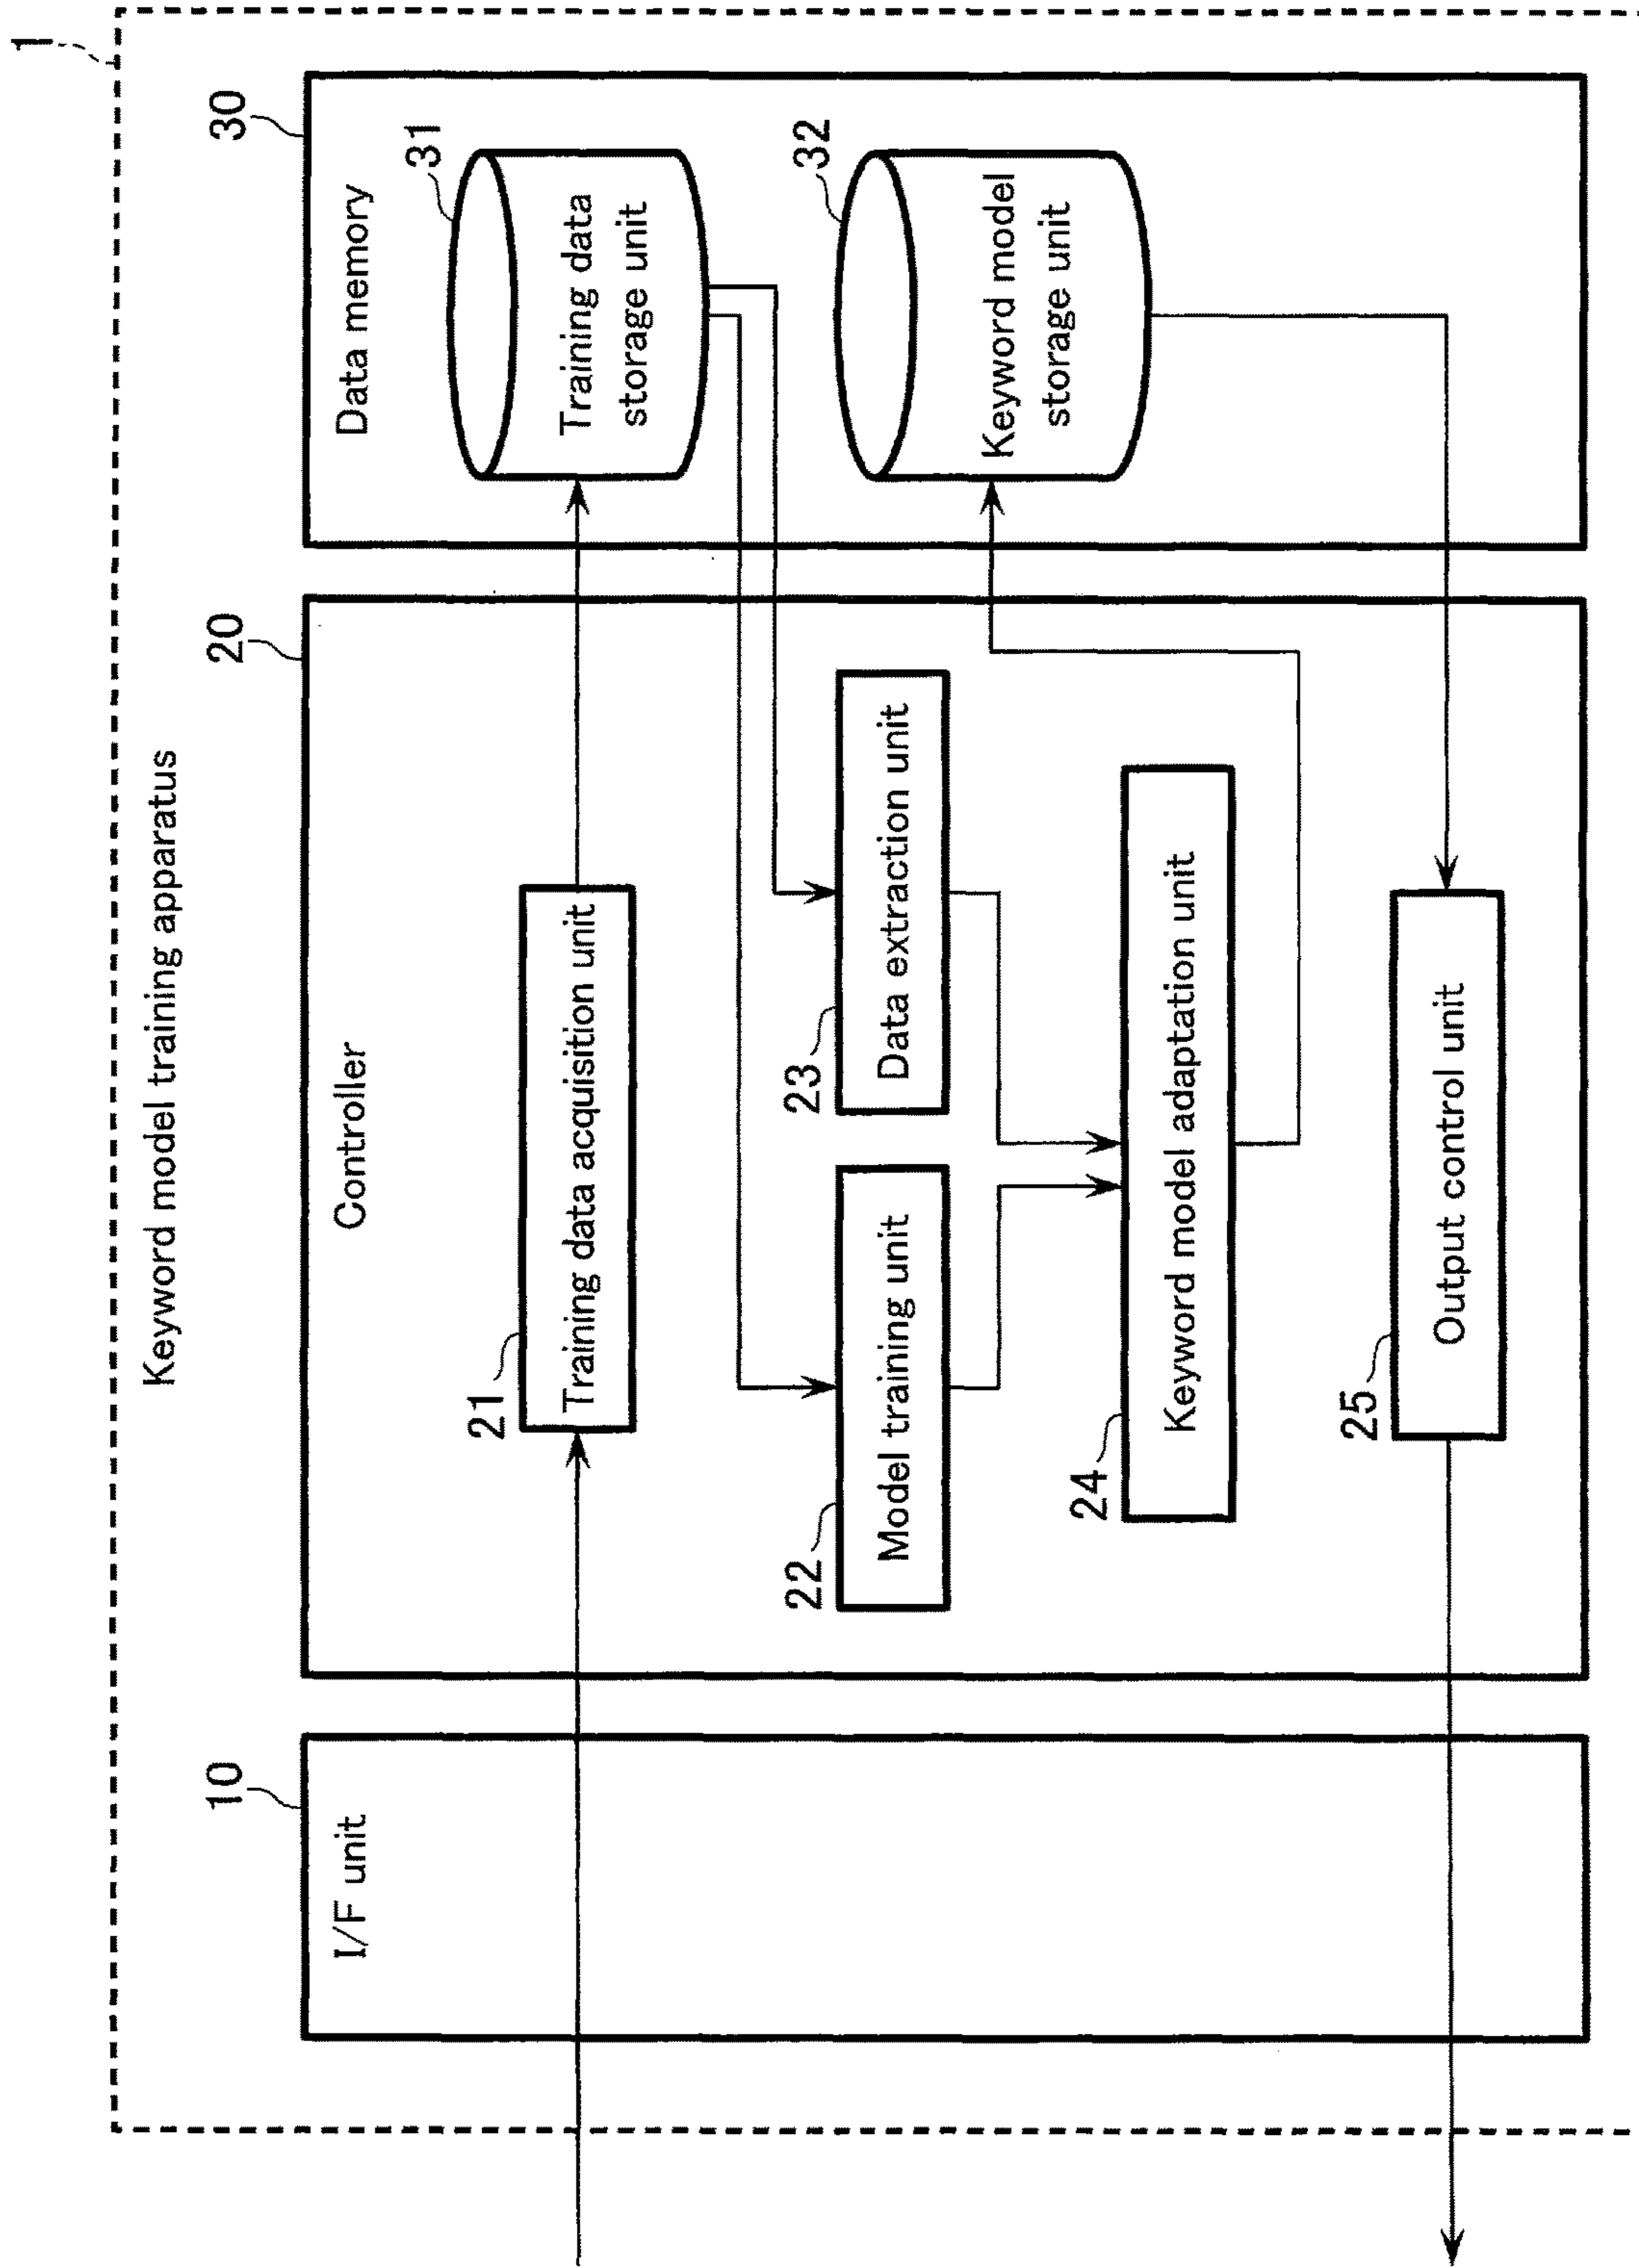 1
Keyword model training apparatus
10
I/F unit
20
Controller
21
Training data acquisition unit
22
Model training unit
23
Data extraction unit
24
Keyword model adaptation unit
25
Output control unit
30
Data memory
31
Training data
storage unit
32
Keyword model
storage unit